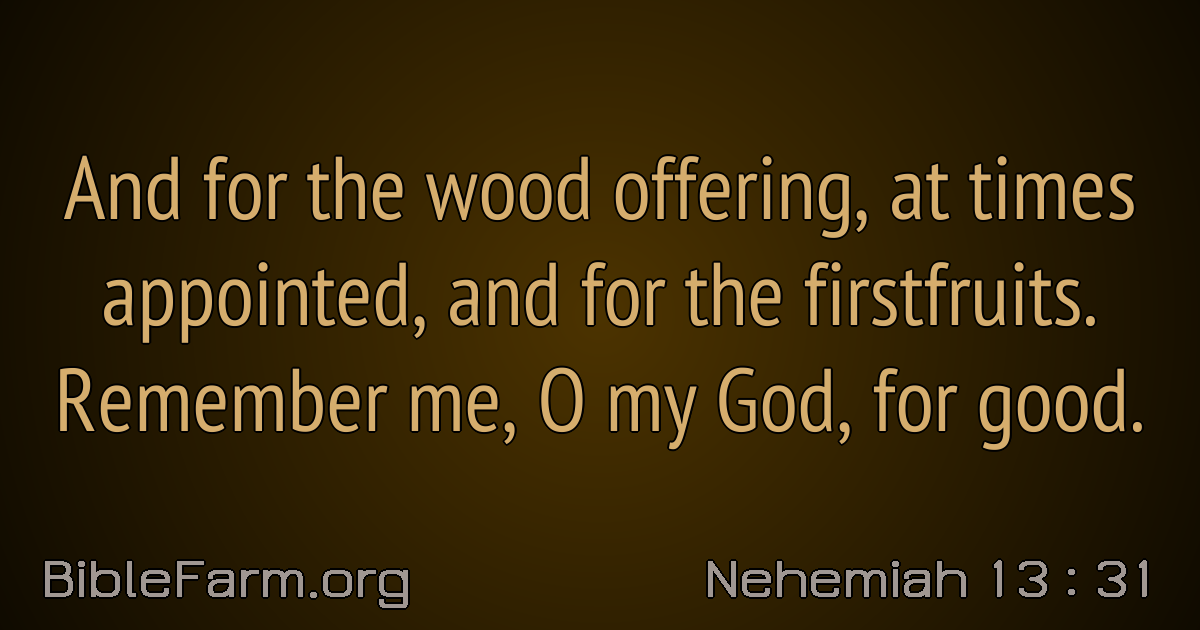 And for the wood offering, at times
appointed, and for the firstfruits.
Remember me, O my God, for good.
BibleFarm.org
Nehemiah 13 : 31